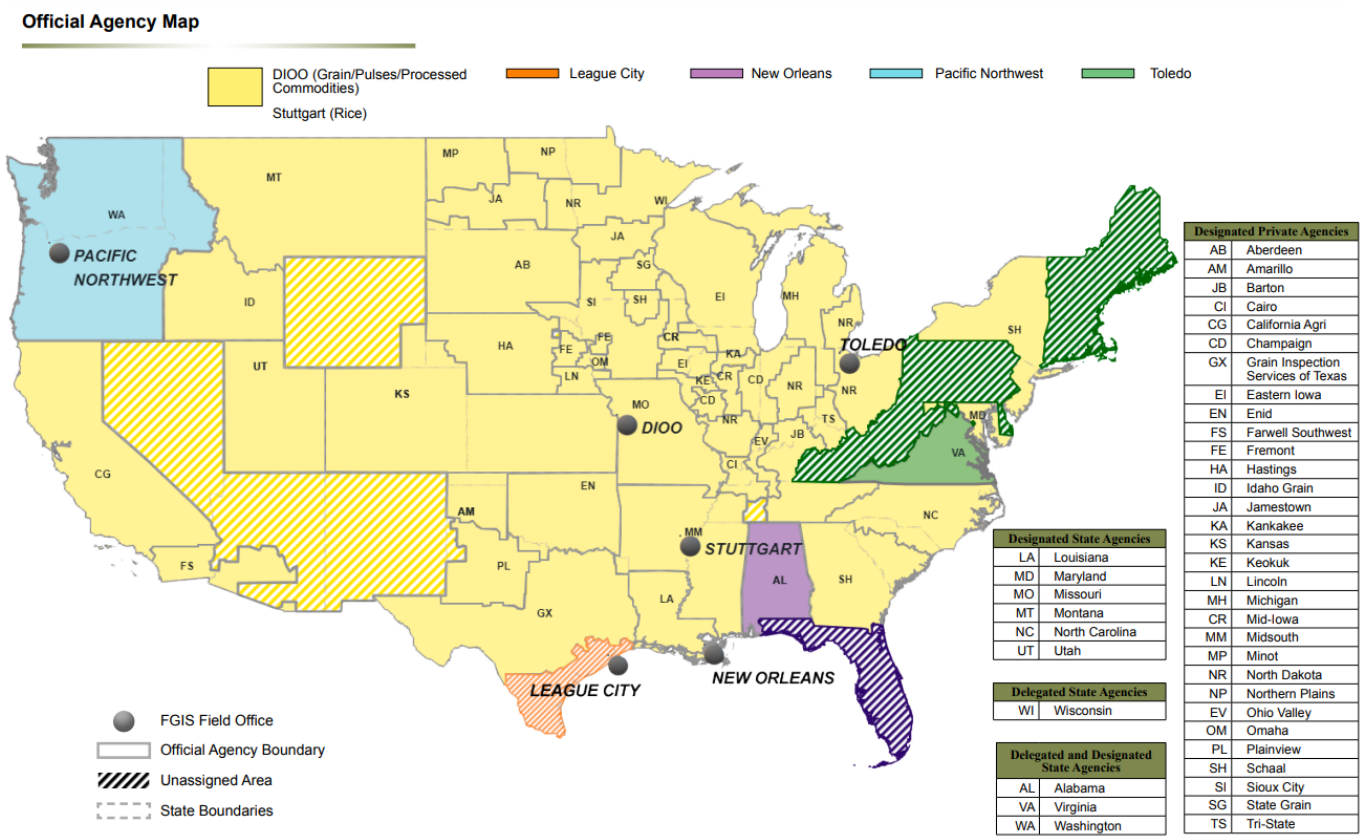 Official Agency Map
DIOO (Grain/Pulses/Processed
Commodities)
Stuttgart (Rice)
League City
New Orleans
Pacific Northwest
Toledo
MP
NP
MT
JA
NR
WI
WA
JA
PACIFIC
NORTHWEST
AB
SG
ID
SI
SH
EI
MH
NR
SH
TOLEDO
HA
FE
FE
CR
OM
KA
EI
UT
LN
KE
CR
CD
NR
NR
KS
MO
CD
DIOO
NR
TS
MD
JB
EV
VA
CG
CI
EN
AM
NC
MM
STUTTGART
FS
PL
AL
SH
LA
GX
LEAGUE CITY
NEW ORLEANS
FGIS Field Office
Official Agency Boundary
Unassigned Area
State Boundaries
Designated State Agencies
LA Louisiana
MD Maryland
MO Missouri
MT Montana
NC North Carolina
UT Utah
Delegated State Agencies
WI Wisconsin
Delegated and Designated
State Agencies
AL Alabama
VA Virginia
WA Washington
Designated Private Agencies
AB Aberdeen
AM Amarillo
JB Barton
CI Cairo
CG California Agri
CD Champaign
GX Grain Inspection
Services of Texas
EI Eastern Iowa
EN Enid
FS Farwell Southwest
FE Fremont
HA Hastings
ID Idaho Grain
JA Jamestown
KA Kankakee
KS Kansas
KE Keokuk
LN Lincoln
MH Michigan
CR Mid-Iowa
MM Midsouth
MP Minot
NR North Dakota
NP Northern Plains
EV Ohio Valley
OM Omaha
PL Plainview
SH Schaal
SI Sioux City
SG State Grain
TS Tri-State